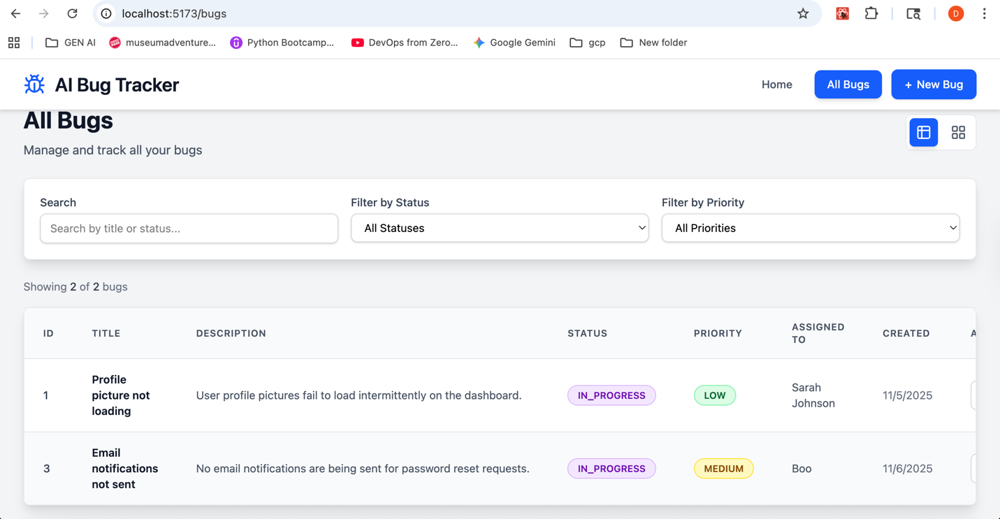 localhost:5173/bugs
D
GEN AI
museumadventure...
Python Bootcamp...
DevOps from Zero...
Google Gemini
gcp
New folder
AI Bug Tracker
Home
All Bugs
+ New Bug
All Bugs
Manage and track all your bugs
Search
Filter by Status
Filter by Priority
Search by title or status...
All Statuses
All Priorities
Showing 2 of 2 bugs
ID
TITLE
DESCRIPTION
STATUS
PRIORITY
ASSIGNED
TO
CREATED
A
1
Profile
picture not
loading
User profile pictures fail to load intermittently on the dashboard.
IN_PROGRESS
LOW
Sarah
Johnson
11/5/2025
3
Email
notifications
not sent
No email notifications are being sent for password reset requests.
IN_PROGRESS
MEDIUM
Boo
11/6/2025